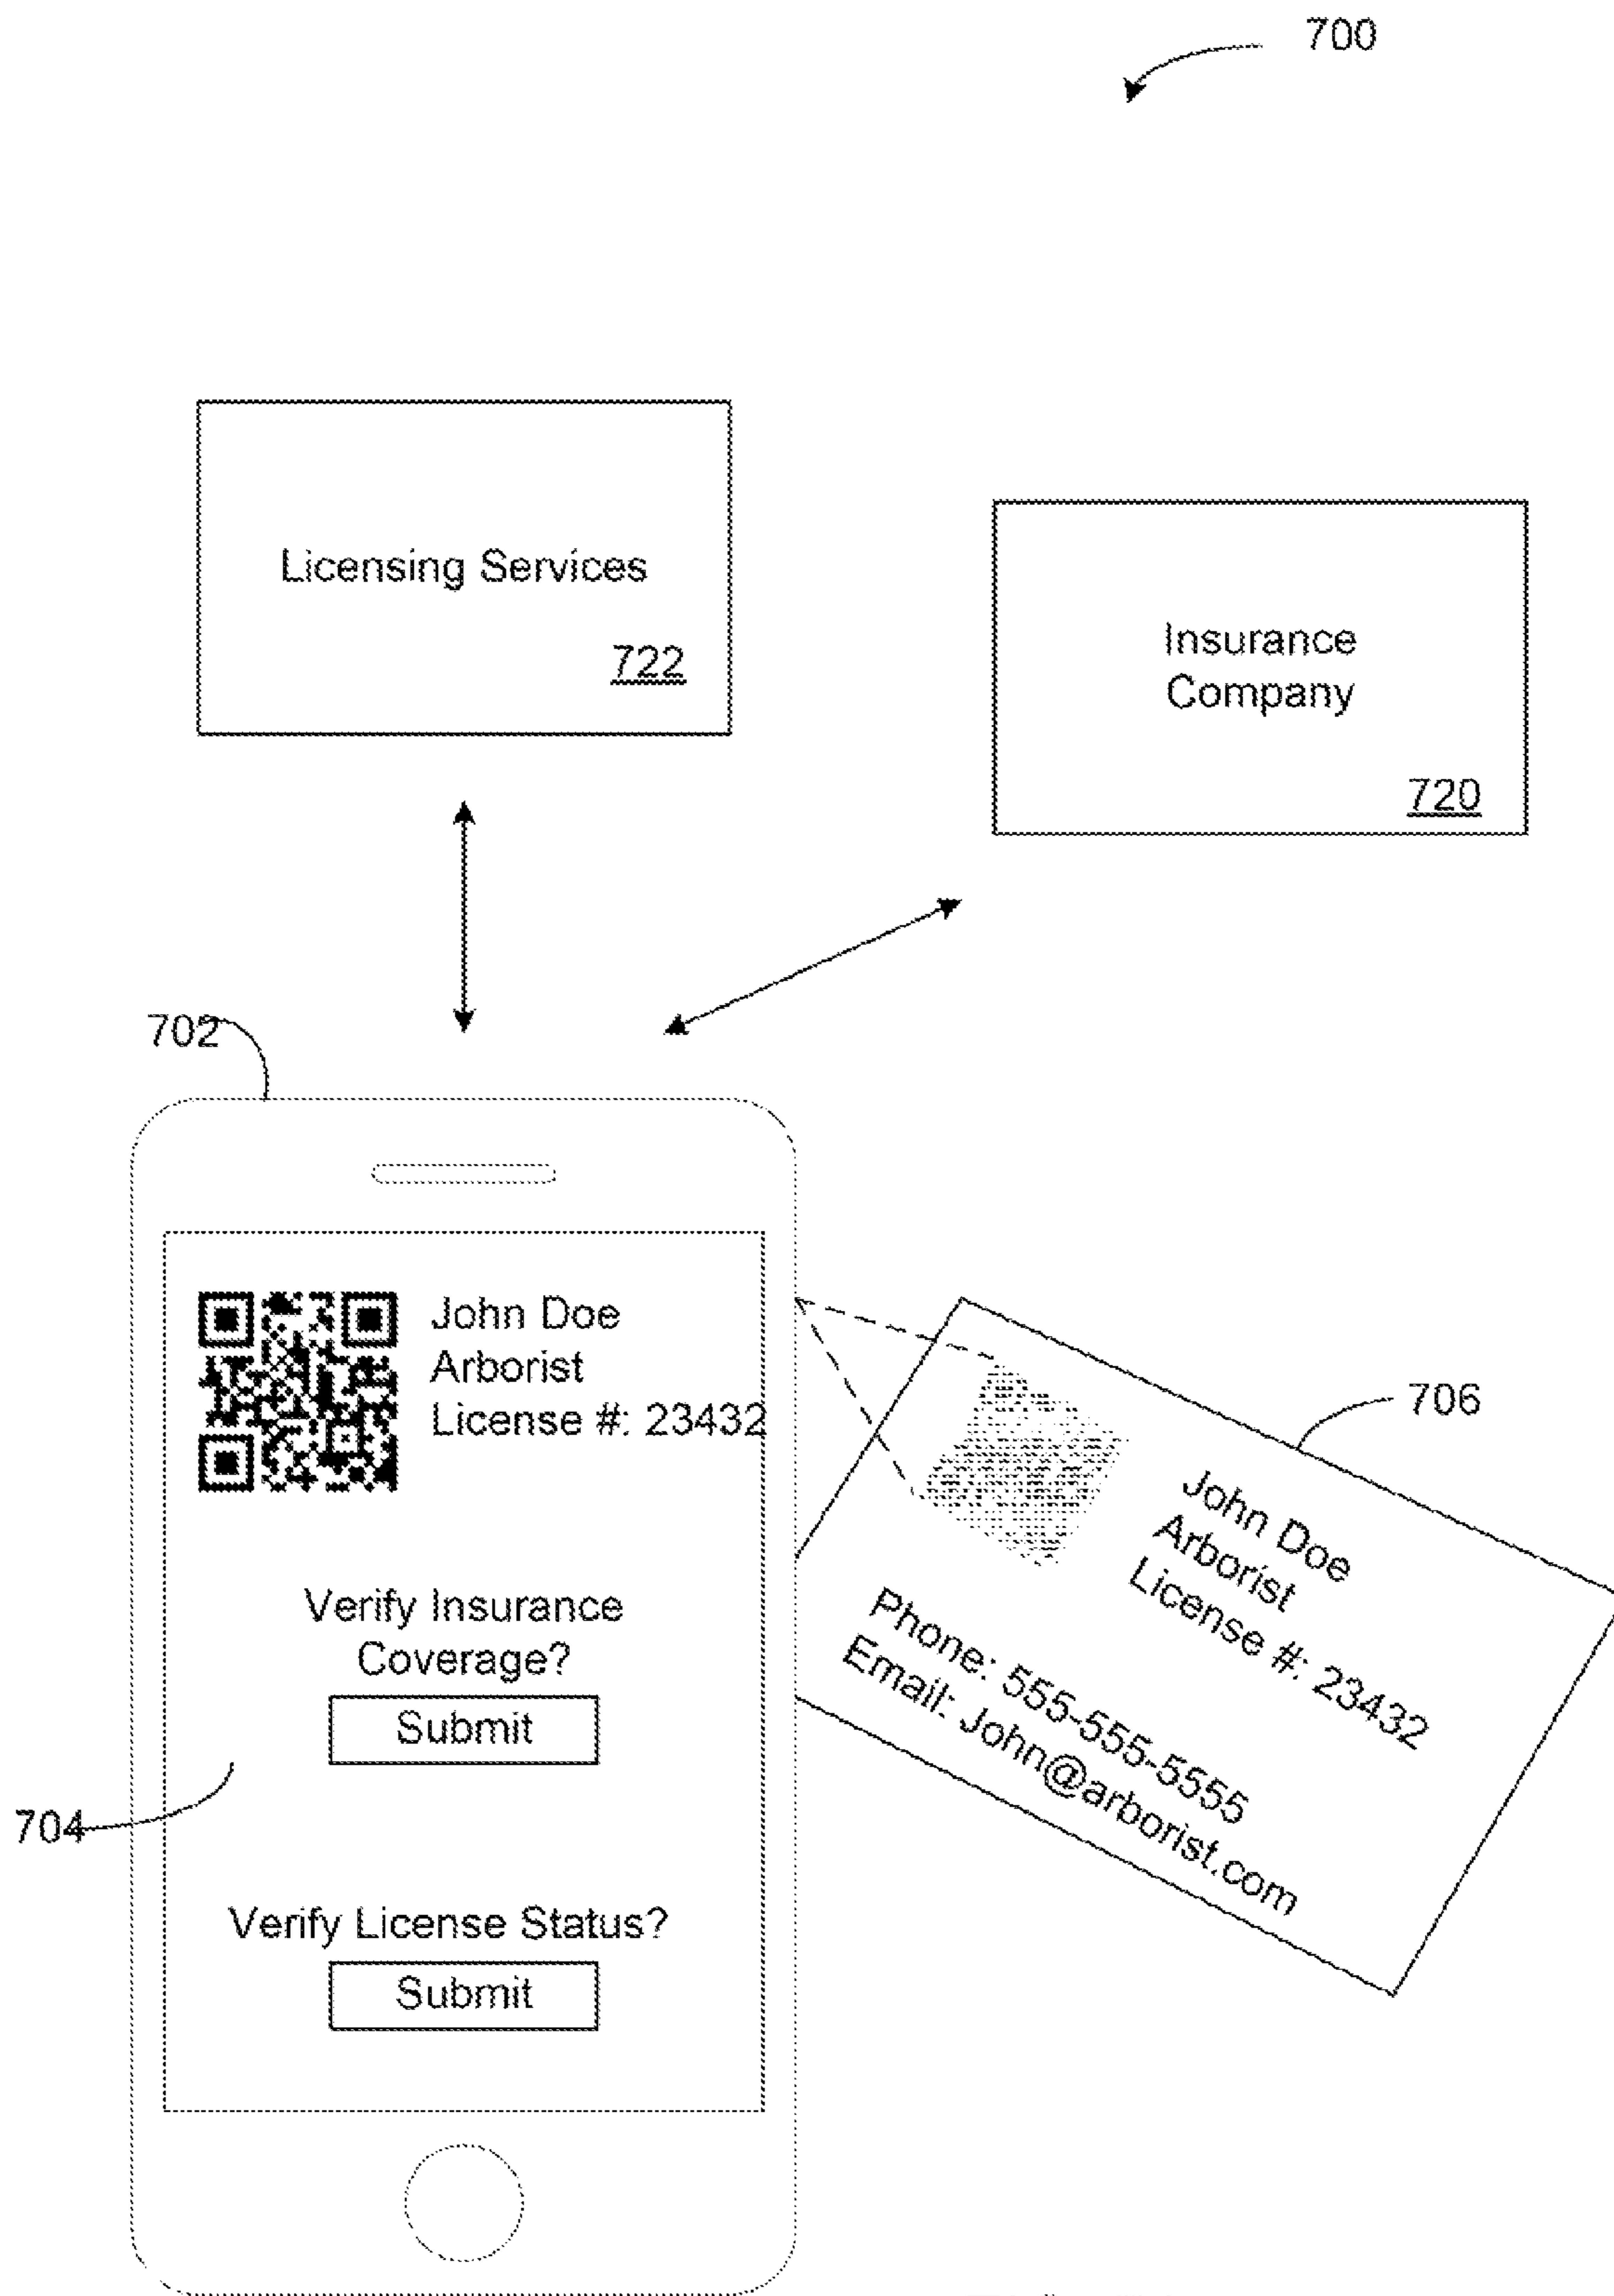 700
Licensing Services
722
Insurance
Company
720
702
John Doe
Arborist
License #: 23432
Verify Insurance
Coverage?
Submit
704
Verify License Status?
Submit
706
John Doe
Arborist
License #: 23432
Phone: 555-555-5555
Email: John@arborist.com